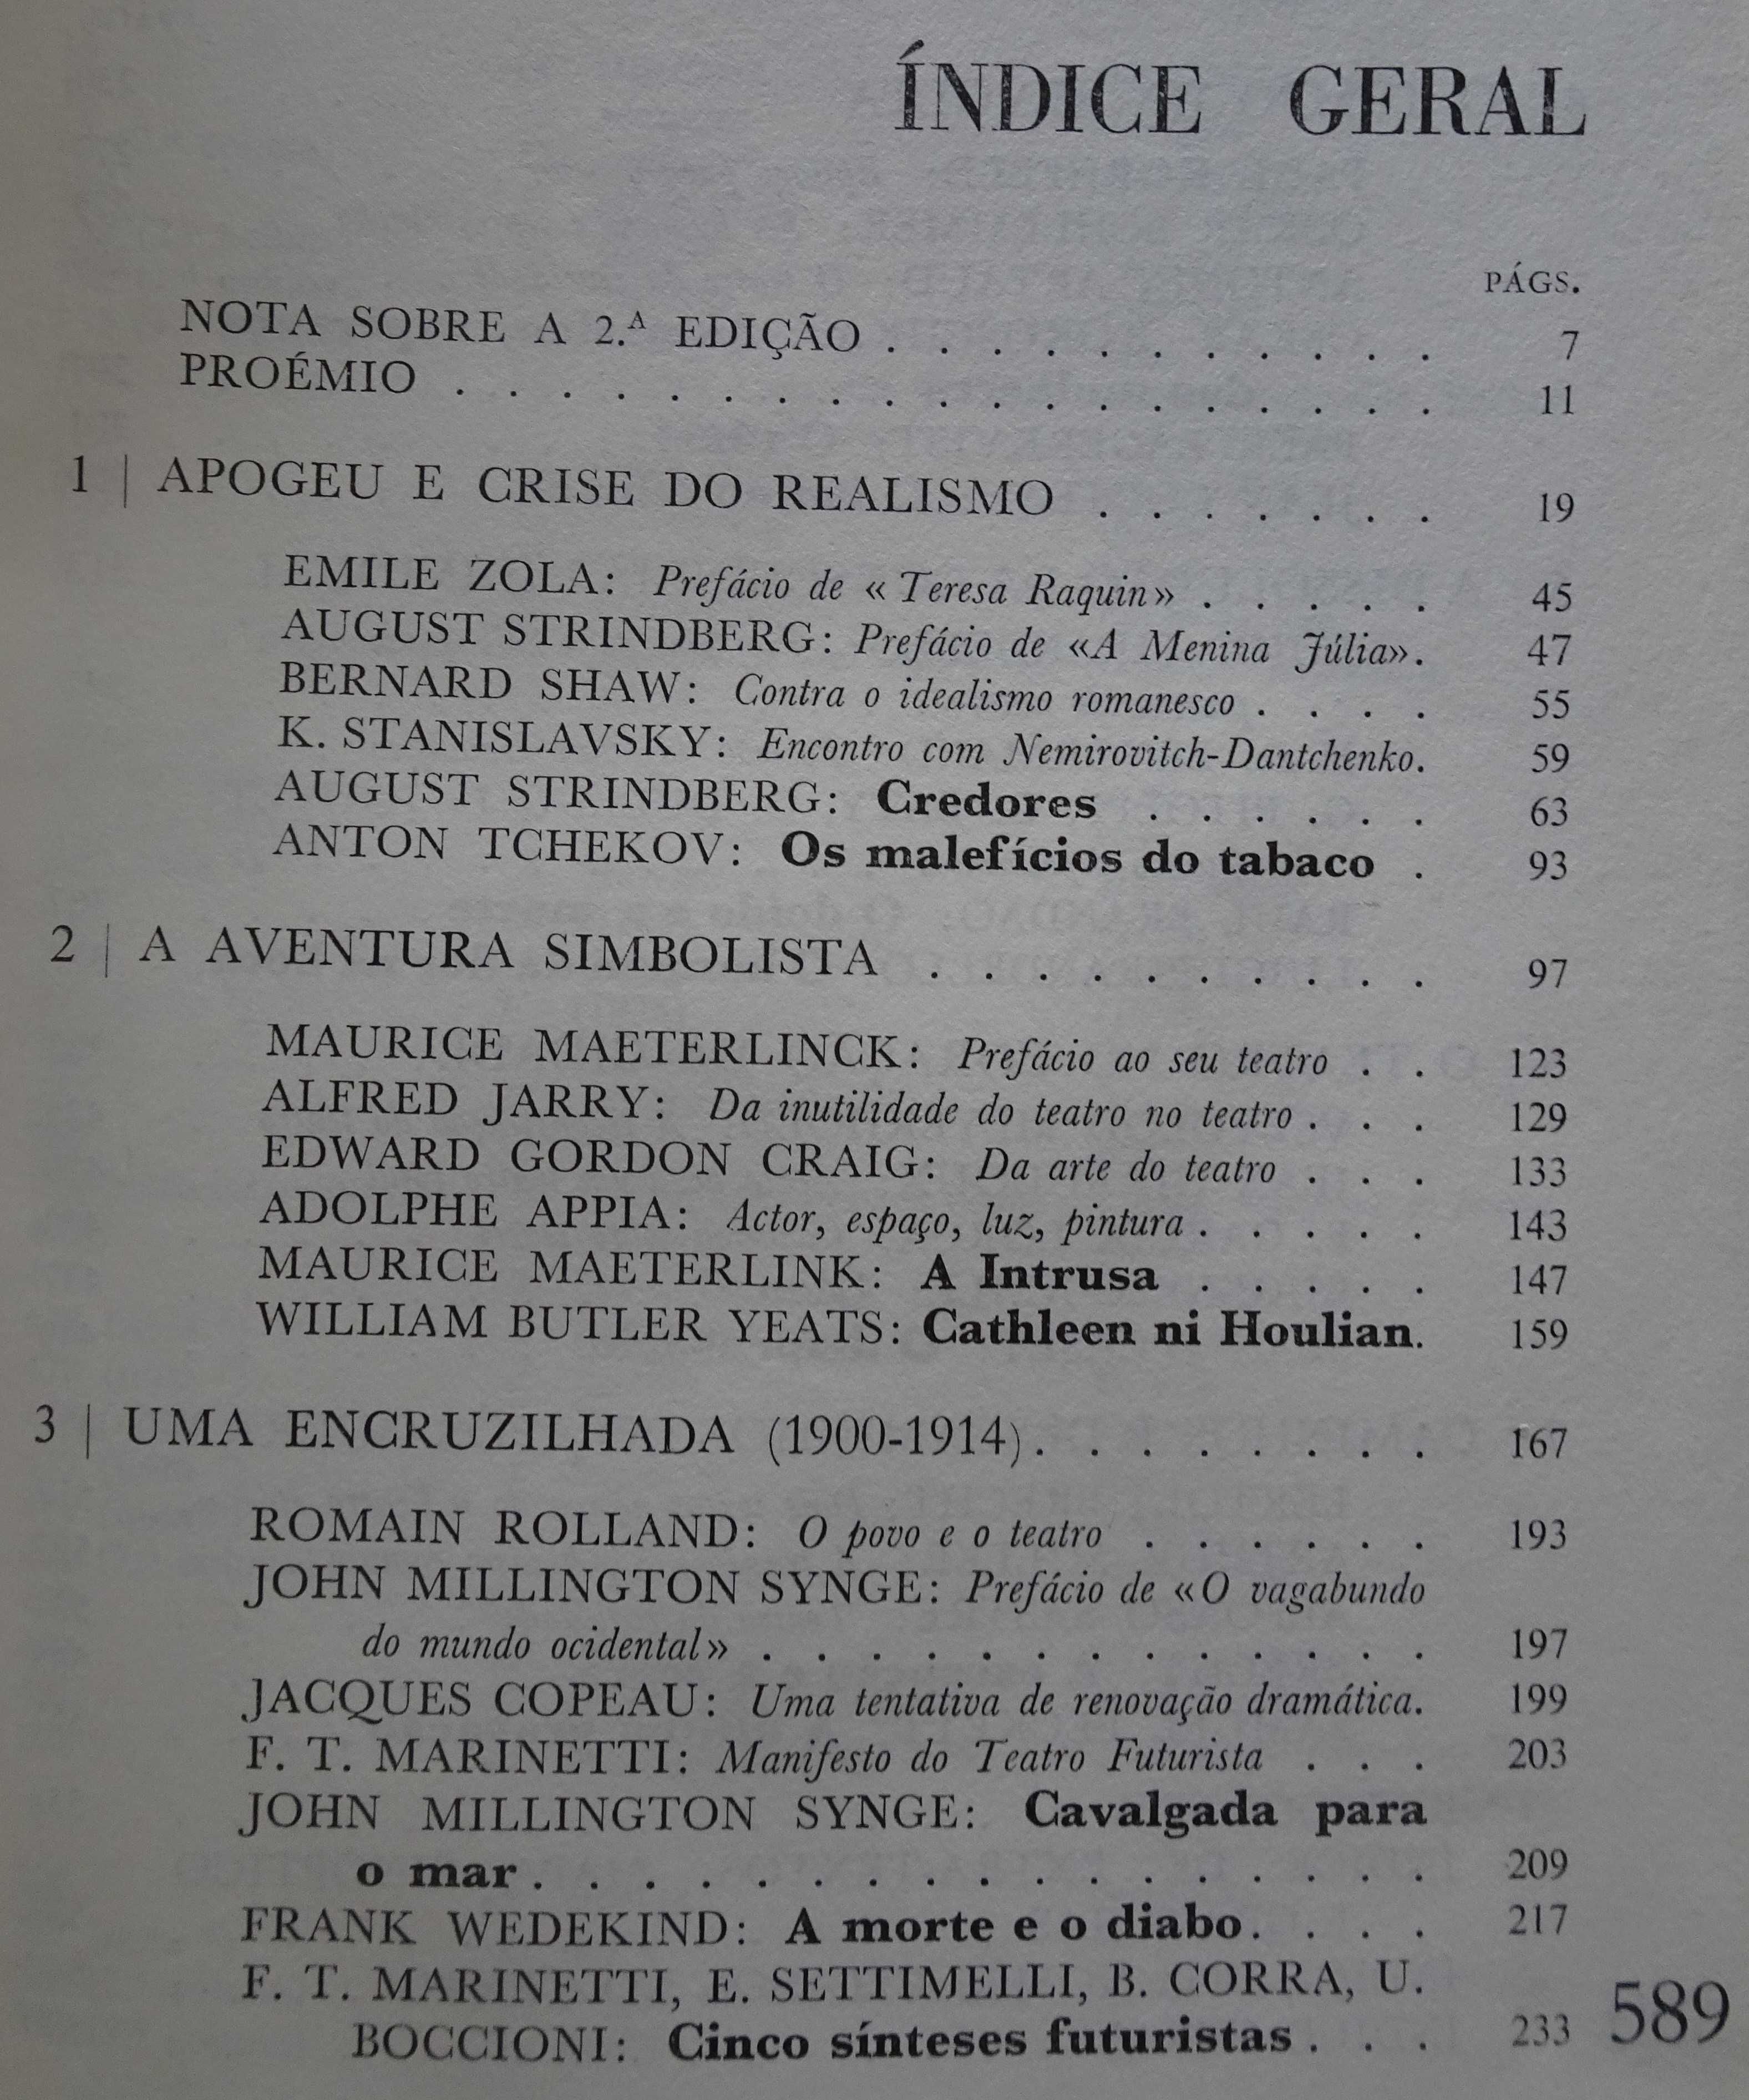 ÍNDICE GERAL
PÁGS.
NOTA SOBRE A 2.ᴬ EDIÇÃO . . . . . . . . . . . 7
PROÉMIO . . . . . . . . . . . . . . . . . . . 11
1 | APOGEU E CRISE DO REALISMO . . . . . . . 19
EMILE ZOLA: Prefácio de «Teresa Raquin» . . . . . 45
AUGUST STRINDBERG: Prefácio de «A Menina Júlia». 47
BERNARD SHAW: Contra o idealismo romanesco . . . . 55
K. STANISLAVSKY: Encontro com Nemirovitch-Dantchenko. 59
AUGUST STRINDBERG: Credores . . . . . . 63
ANTON TCHEKOV: Os malefícios do tabaco . 93
2 | A AVENTURA SIMBOLISTA . . . . . . . . . . 97
MAURICE MAETERLINCK: Prefácio ao seu teatro . . 123
ALFRED JARRY: Da inutilidade do teatro no teatro . . . 129
EDWARD GORDON CRAIG: Da arte do teatro . . . 133
ADOLPHE APPIA: Actor, espaço, luz, pintura . . . . . 143
MAURICE MAETERLINK: A Intrusa . . . . . 147
WILLIAM BUTLER YEATS: Cathleen ni Houlian. 159
3 | UMA ENCRUZILHADA (1900-1914) . . . . . . . . 167
ROMAIN ROLLAND: O povo e o teatro . . . . . . 193
JOHN MILLINGTON SYNGE: Prefácio de «O vagabundo
do mundo ocidental» . . . . . . . . . . . . . 197
JACQUES COPEAU: Uma tentativa de renovação dramática. 199
F. T. MARINETTI: Manifesto do Teatro Futurista . . . 203
JOHN MILLINGTON SYNGE: Cavalgada para
o mar . . . . . . . . . . . . . . . . . 209
FRANK WEDEKIND: A morte e o diabo. . . . 217
F. T. MARINETTI, E. SETTIMELLI, B. CORRA, U.
BOCCIONI: Cinco sínteses futuristas . . . 233
589